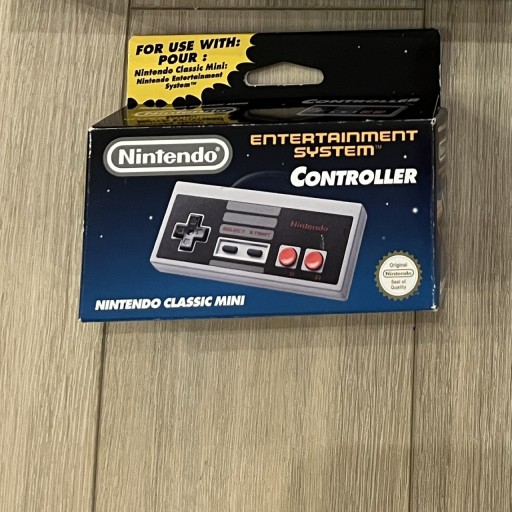 FOR USE WITH:
POUR :
Nintendo Classic Mini:
Nintendo Entertainment
System™
CONTROLLER
Nintendo®
ENTERTAINMENT
SYSTEM™
CONTROLLER
Nintendo
SELECT START
B A
Original
Nintendo
Seal of
Quality
NINTENDO CLASSIC MINI